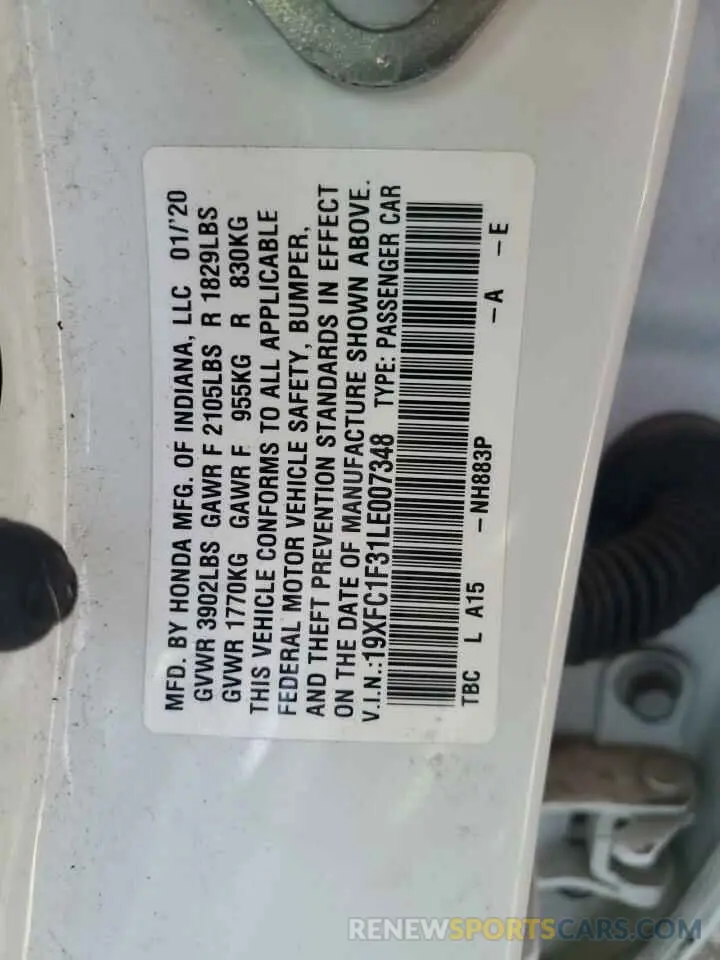 MFD. BY HONDA MFG. OF INDIANA, LLC 01/'20
GVWR 3902LBS GAWR F 2105LBS R 1829LBS
GVWR 1770KG GAWR F 955KG R 830KG
THIS VEHICLE CONFORMS TO ALL APPLICABLE
FEDERAL MOTOR VEHICLE SAFETY, BUMPER,
AND THEFT PREVENTION STANDARDS IN EFFECT
ON THE DATE OF MANUFACTURE SHOWN ABOVE.
V.I.N.:19XFC1F31LE007348 TYPE: PASSENGER CAR
TBC L A15 -NH883P -A -E
RENEWSPORTSCARS.COM